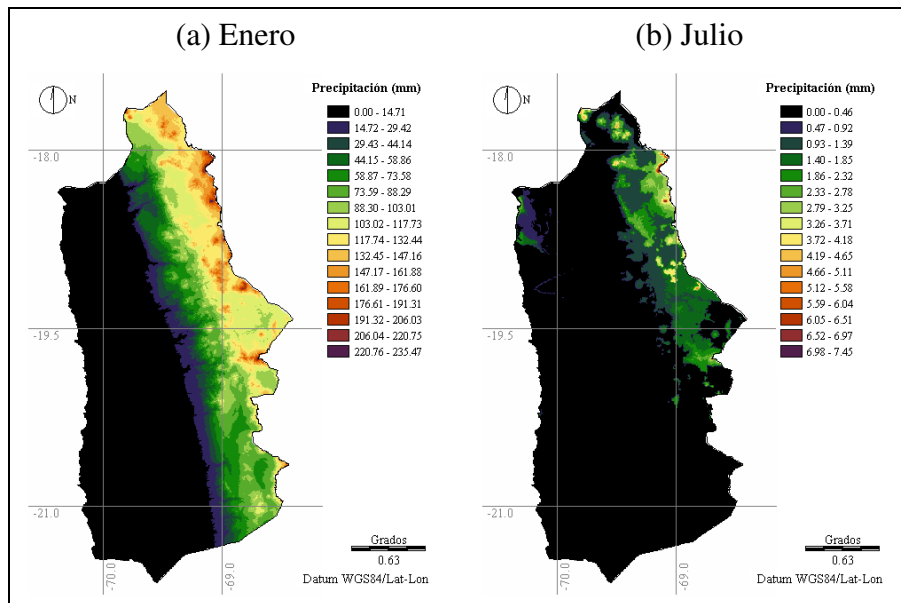 (a) Enero
(b) Julio
N
Precipitación (mm)
0.00 - 14.71
14.72 - 29.42
29.43 - 44.14
44.15 - 58.86
58.87 - 73.58
73.59 - 88.29
88.30 - 103.01
103.02 - 117.73
117.74 - 132.44
132.45 - 147.16
147.17 - 161.88
161.89 - 176.60
176.61 - 191.31
191.32 - 206.03
206.04 - 220.75
220.76 - 235.47
-18.0
-19.5
-21.0
-70.0
-69.0
Grados
0.63
Datum WGS84/Lat-Lon
N
Precipitación (mm)
0.00 - 0.46
0.47 - 0.92
0.93 - 1.39
1.40 - 1.85
1.86 - 2.32
2.33 - 2.78
2.79 - 3.25
3.26 - 3.71
3.72 - 4.18
4.19 - 4.65
4.66 - 5.11
5.12 - 5.58
5.59 - 6.04
6.05 - 6.51
6.52 - 6.97
6.98 - 7.45
-18.0
-19.5
-21.0
-70.0
-69.0
Grados
0.63
Datum WGS84/Lat-Lon